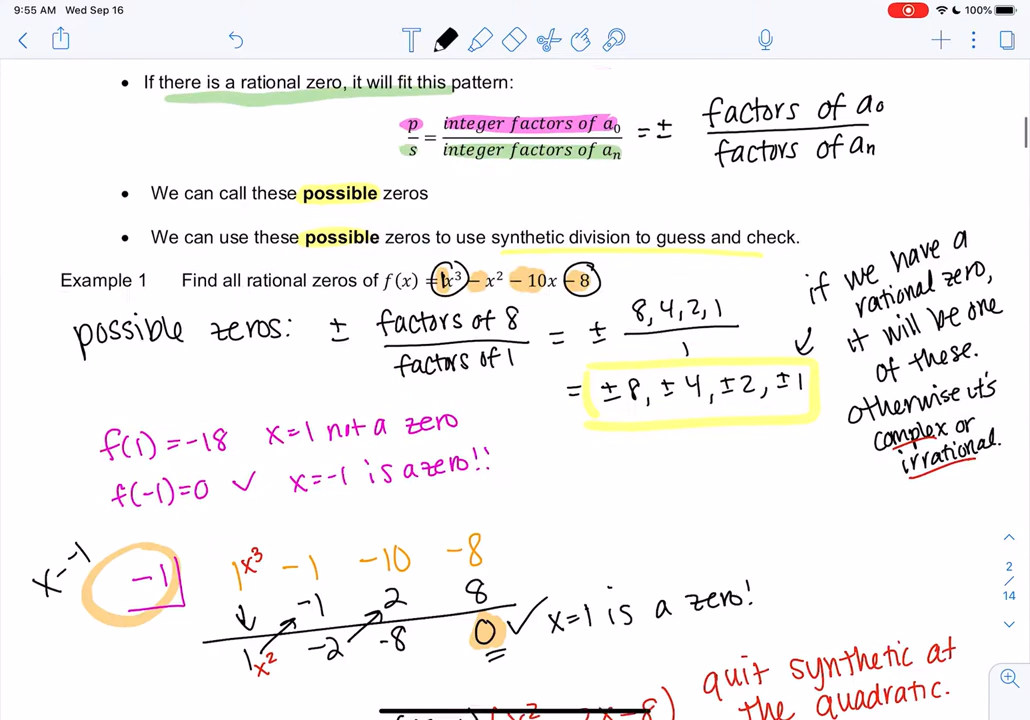 9:55 AM Wed Sep 16
100%
• If there is a rational zero, it will fit this pattern:
p/s = integer factors of a₀ / integer factors of aₙ = ± factors of a₀ / factors of aₙ
• We can call these possible zeros
• We can use these possible zeros to use synthetic division to guess and check.
Example 1 Find all rational zeros of f(x) = 1x³ − x² − 10x − 8
possible zeros: ± factors of 8 / factors of 1 = ± 8, 4, 2, 1 / 1
= ±8, ±4, ±2, ±1
if we have a
rational zero,
it will be one
of these.
otherwise it's
complex or
irrational.
f(1) = -18 x=1 not a zero
f(-1)=0 ✓ x=-1 is a zero!!
x - -1
-1 1x³ -1 -10 -8
↓ -1 2 8
1x² -2 -8 0 ✓ x=1 is a zero!
quit synthetic at
the quadratic.
2
/
14